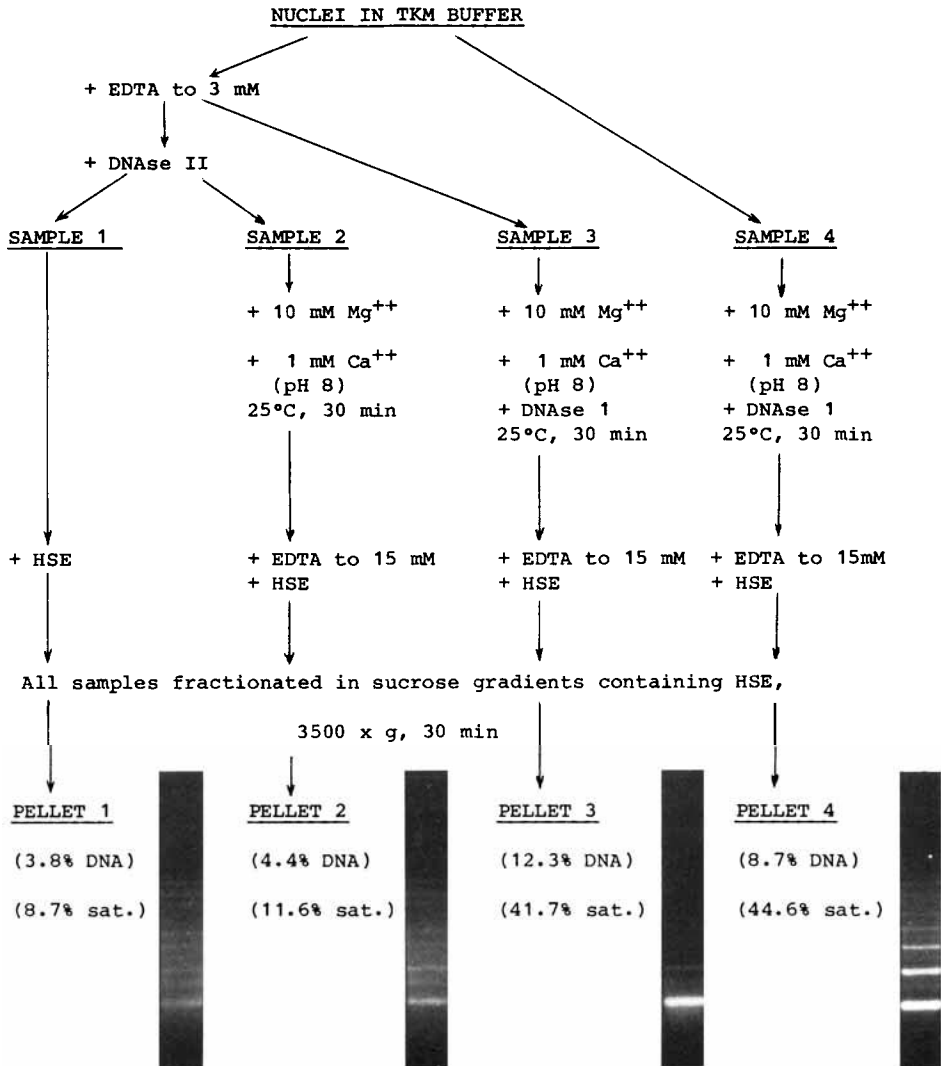 NUCLEI IN TKM BUFFER
+ EDTA to 3 mM
+ DNAse II
SAMPLE 1 SAMPLE 2 SAMPLE 3 SAMPLE 4
+ 10 mM Mg++ + 10 mM Mg++ + 10 mM Mg++
+ 1 mM Ca++ + 1 mM Ca++ + 1 mM Ca++
(pH 8) (pH 8) (pH 8)
25°C, 30 min + DNAse 1 + DNAse 1
25°C, 30 min 25°C, 30 min
+ HSE + EDTA to 15 mM + EDTA to 15 mM + EDTA to 15mM
+ HSE + HSE + HSE
All samples fractionated in sucrose gradients containing HSE,
3500 x g, 30 min
PELLET 1 PELLET 2 PELLET 3 PELLET 4
(3.8% DNA) (4.4% DNA) (12.3% DNA) (8.7% DNA)
(8.7% sat.) (11.6% sat.) (41.7% sat.) (44.6% sat.)